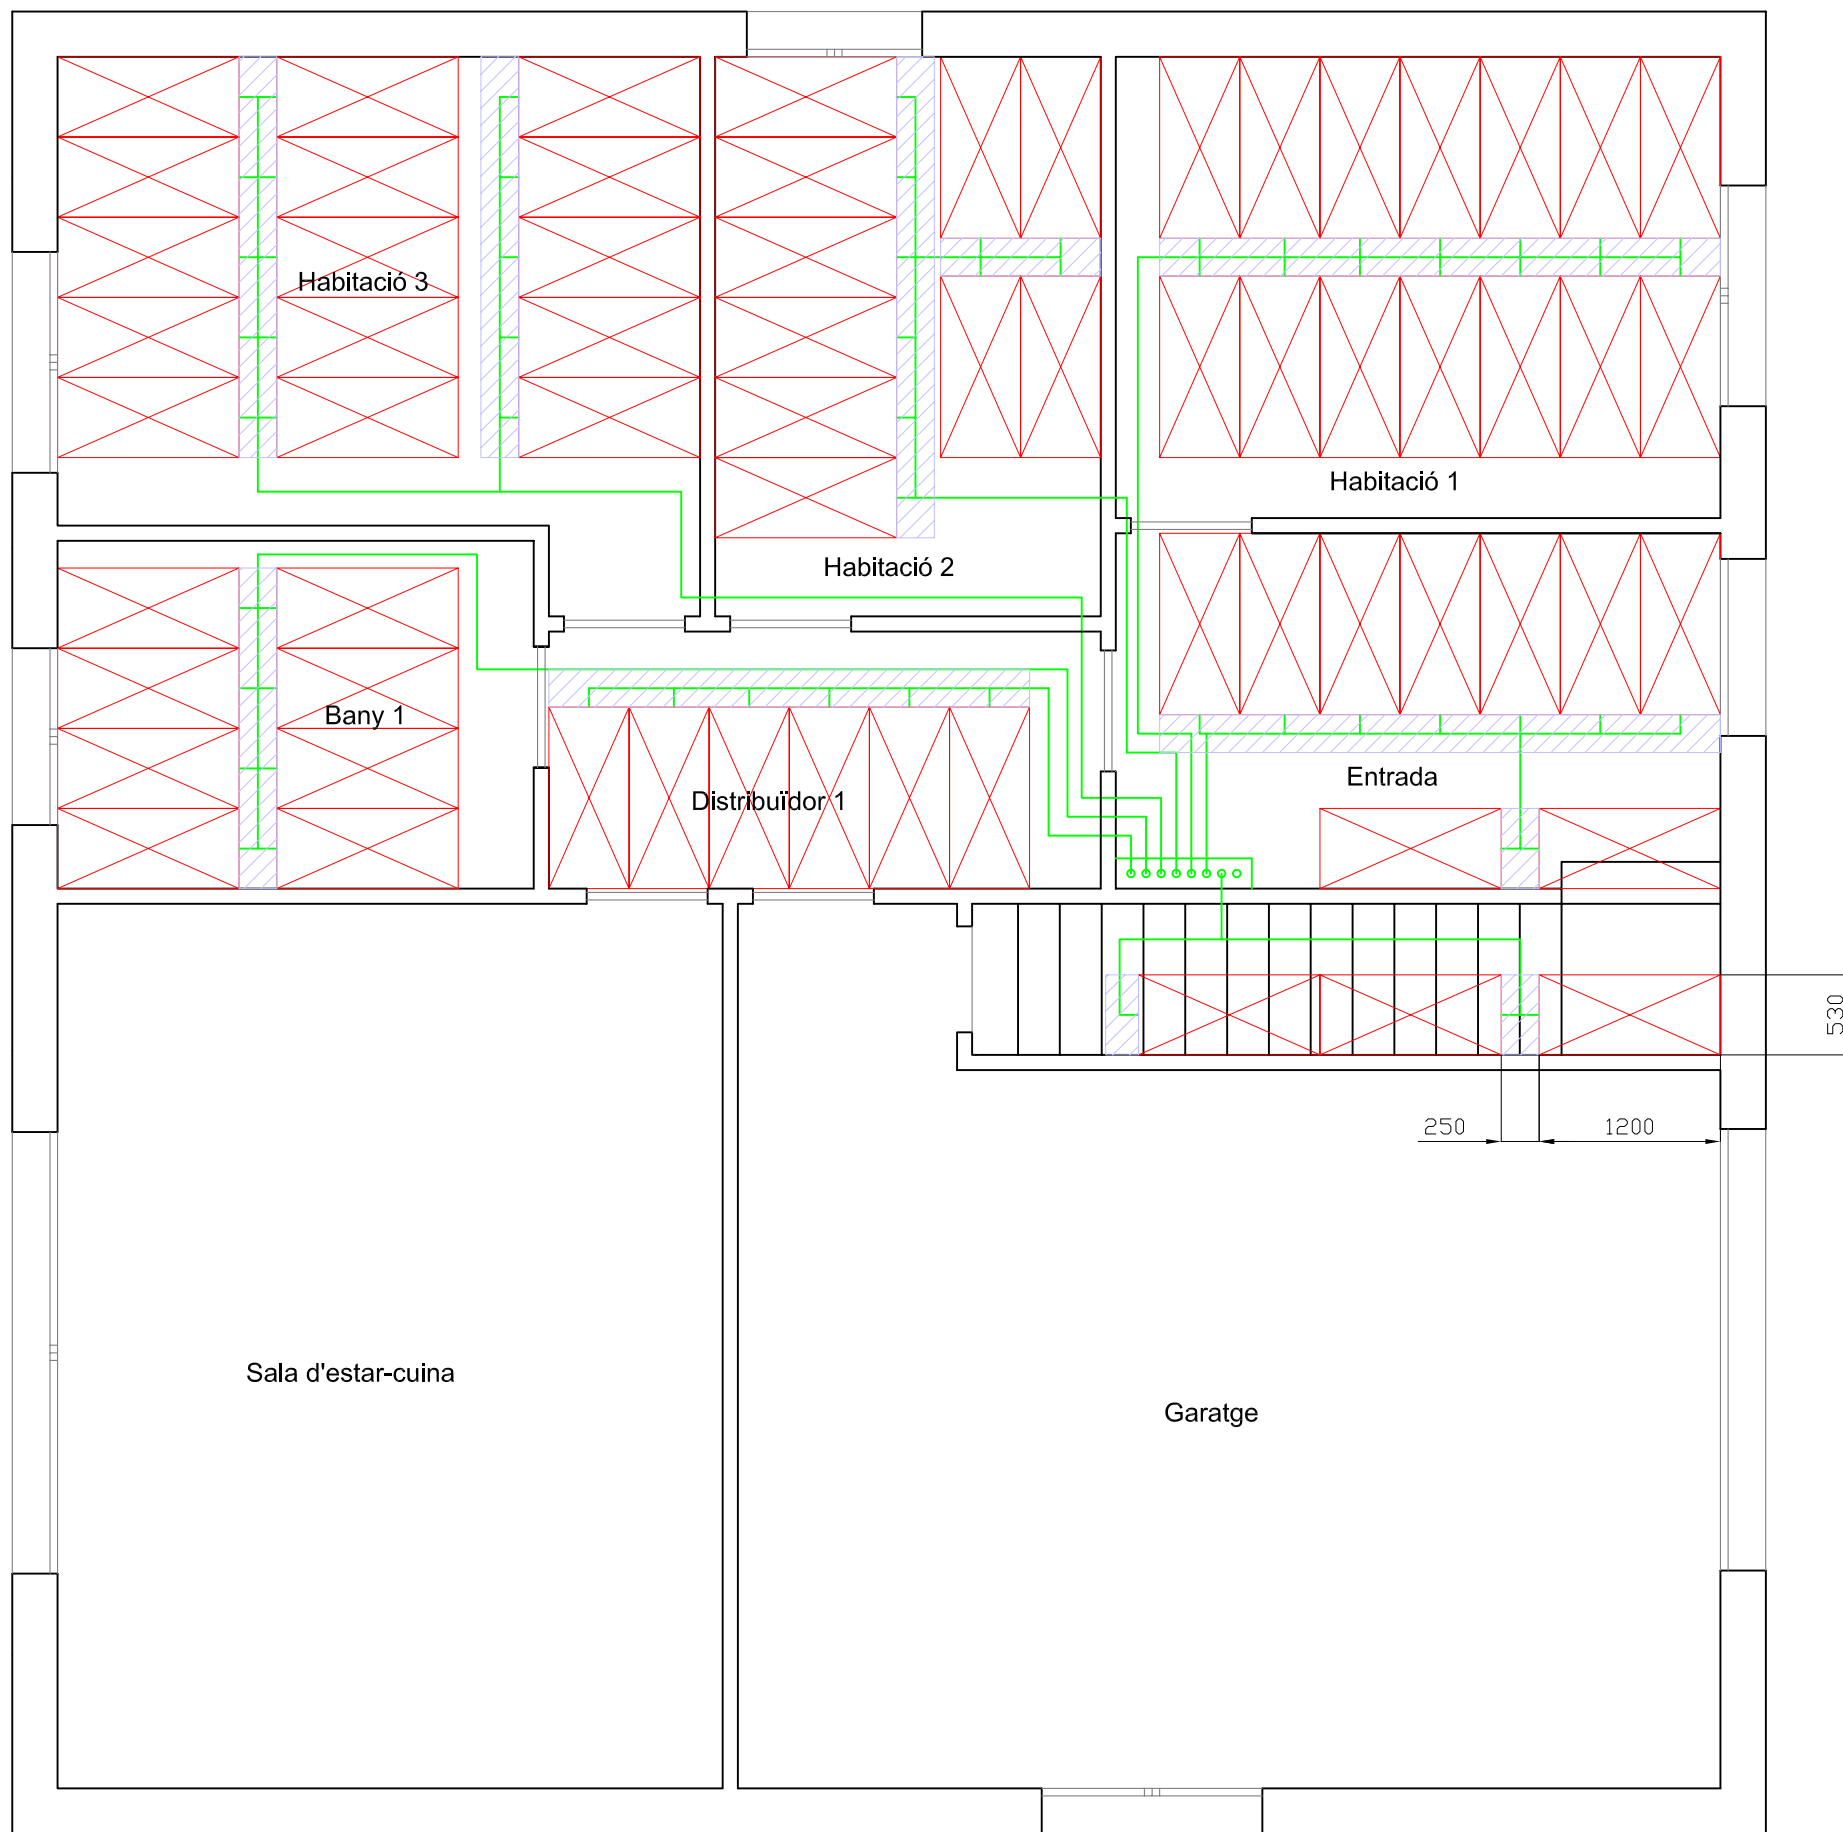 Habitació 3
Habitació 1
Habitació 2
Bany 1
Entrada
Distribuïdor 1
530
250
1200
Sala d'estar-cuina
Garatge